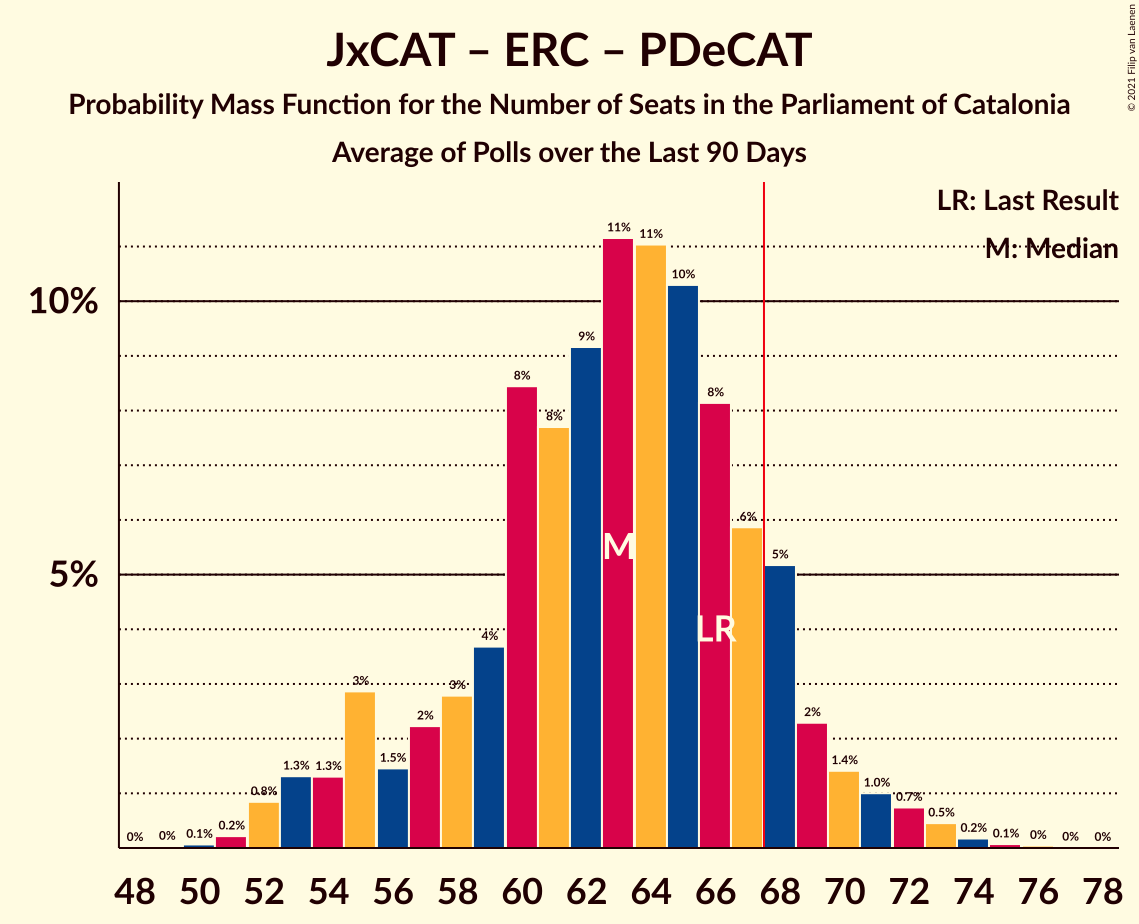 JxCAT – ERC – PDeCAT
Probability Mass Function for the Number of Seats in the Parliament of Catalonia
Average of Polls over the Last 90 Days
© 2021 Filip van Laenen
LR: Last Result
M: Median
10%
5%
0% 0% 0.1% 0.2% 0.8% 1.3% 1.3% 3% 1.5% 2% 3% 4% 8% 8% 9% 11% 11% 10% 8% 6% 5% 2% 1.4% 1.0% 0.7% 0.5% 0.2% 0.1% 0% 0% 0%
M
LR
48 50 52 54 56 58 60 62 64 66 68 70 72 74 76 78